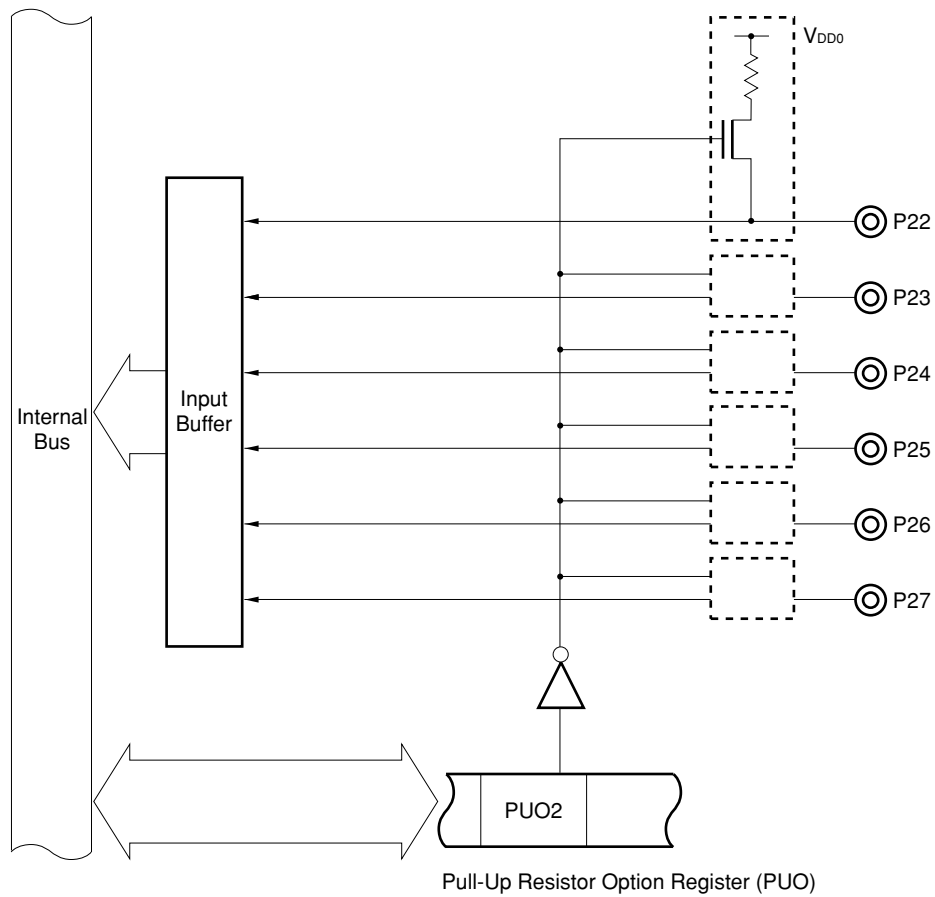 VDD0
P22
P23
P24
P25
P26
P27
Internal
Bus
Input
Buffer
PUO2
Pull-Up Resistor Option Register (PUO)